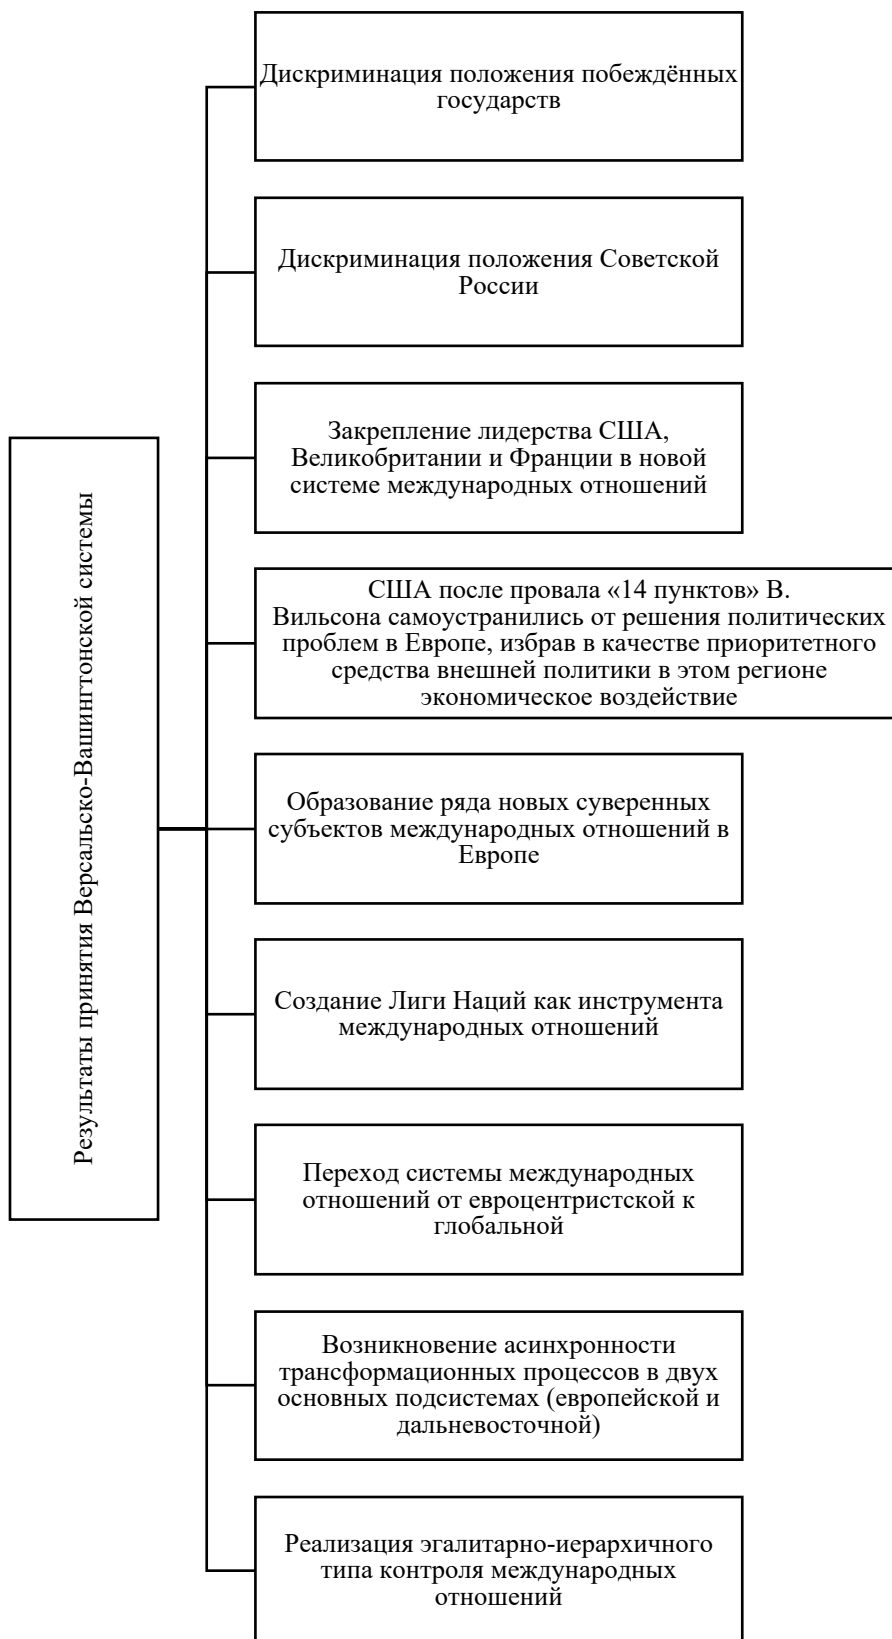 Результаты принятия Версальско-Вашингтонской системы
Дискриминация положения побеждённых
государств
Дискриминация положения Советской
России
Закрепление лидерства США,
Великобритании и Франции в новой
системе международных отношений
США после провала «14 пунктов» В.
Вильсона самоустранились от решения политических
проблем в Европе, избрав в качестве приоритетного
средства внешней политики в этом регионе
экономическое воздействие
Образование ряда новых суверенных
субъектов международных отношений в
Европе
Создание Лиги Наций как инструмента
международных отношений
Переход системы международных
отношений от евроцентристской к
глобальной
Возникновение асинхронности
трансформационных процессов в двух
основных подсистемах (европейской и
дальневосточной)
Реализация эгалитарно-иерархичного
типа контроля международных
отношений